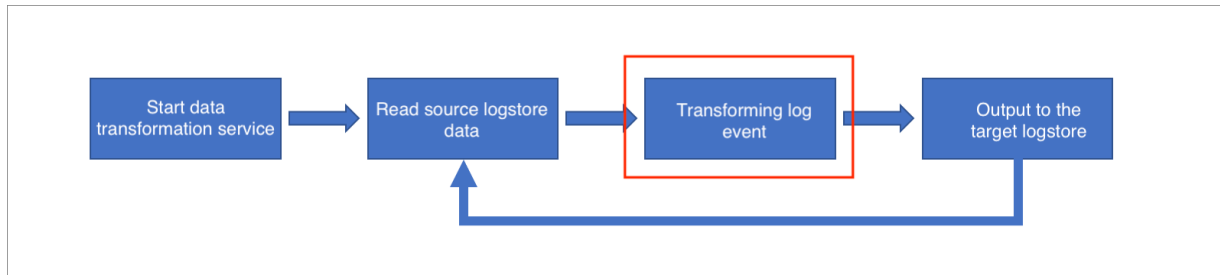 Start data
transformation service
Read source logstore
data
Transforming log
event
Output to the
target logstore